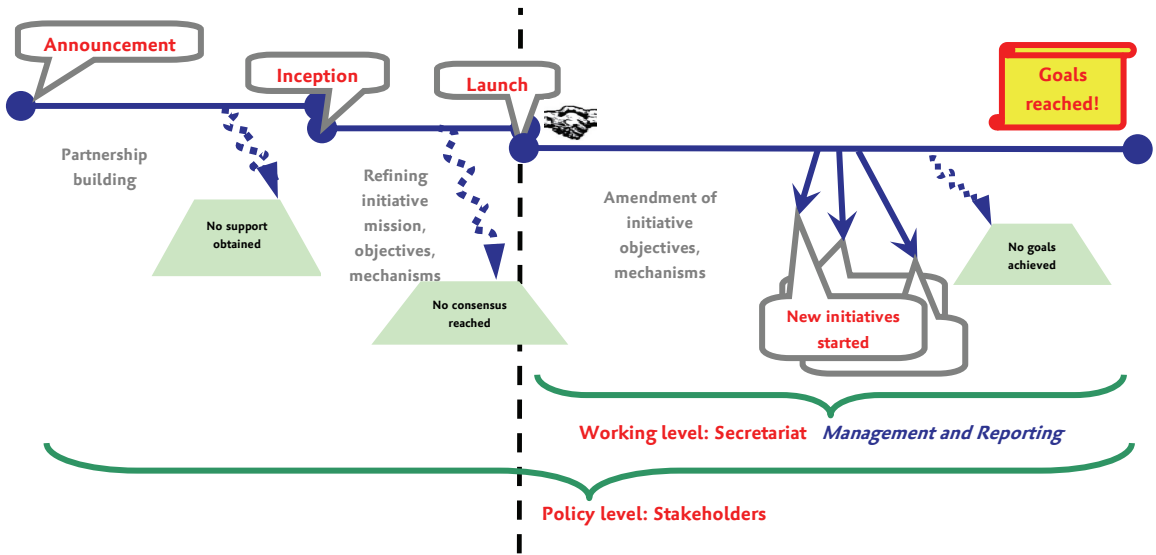 Announcement
Inception
Launch
Goals
reached!
Partnership
building
Refining
initiative
mission,
objectives,
mechanisms
Amendment of
initiative
objectives,
mechanisms
No support
obtained
No consensus
reached
No goals
achieved
New initiatives
started
Working level: Secretariat Management and Reporting
Policy level: Stakeholders